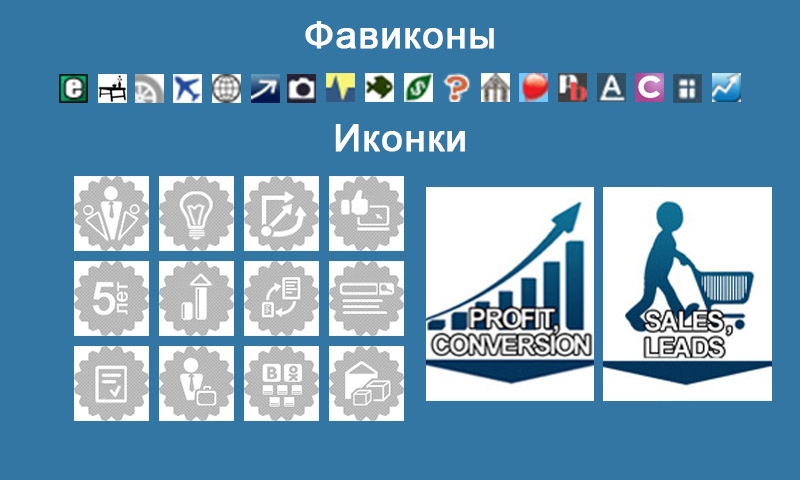 Фавиконы
e
?
A
C
Иконки
5 лет
B
PROFIT,
CONVERSION
SALES,
LEADS